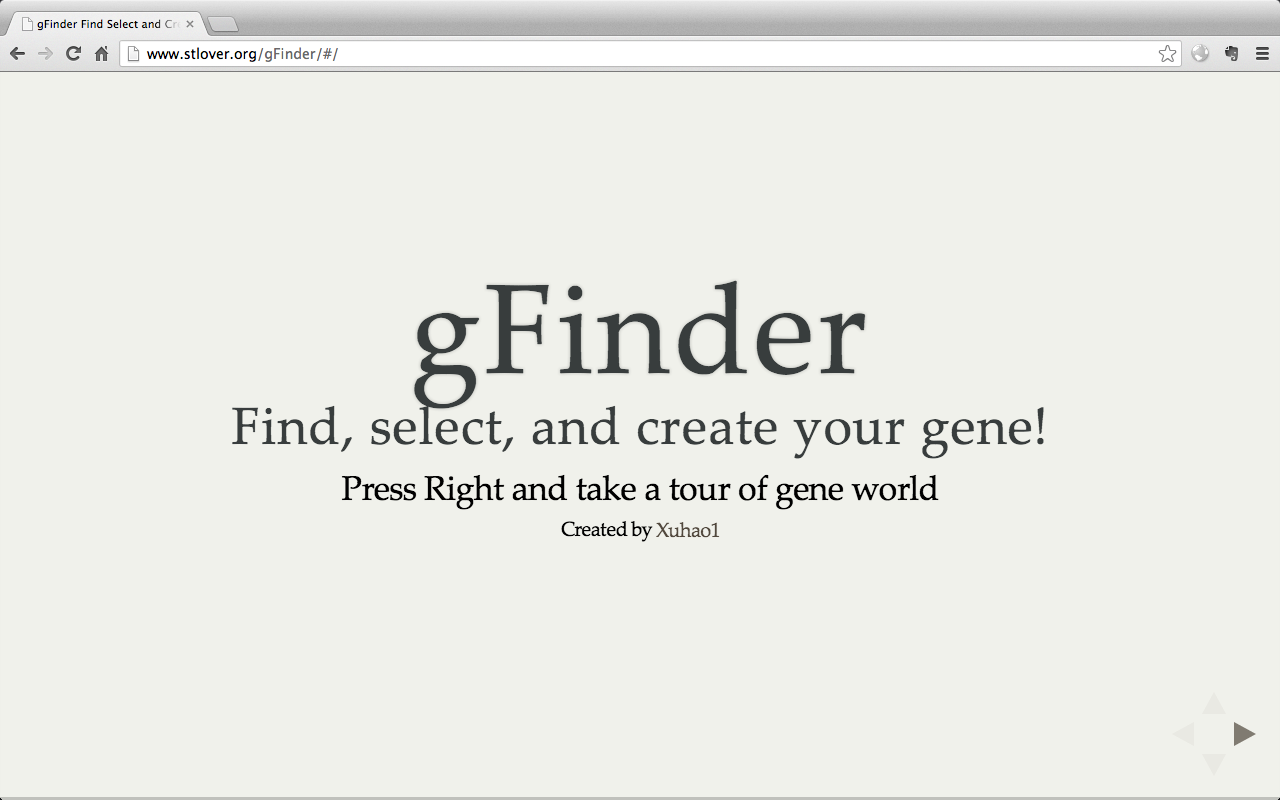 gFinder Find Select and Cr
www.stlover.org/gFinder/#/
gFinder
Find, select, and create your gene!
Press Right and take a tour of gene world
Created by Xuhao1